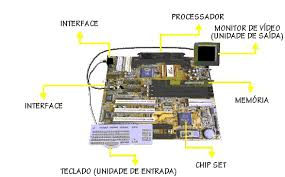 PROCESSADOR
INTERFACE
MONITOR DE VÍDEO
(UNIDADE DE SAÍDA)
INTERFACE
MEMÓRIA
CHIP SET
TECLADO (UNIDADE DE ENTRADA)